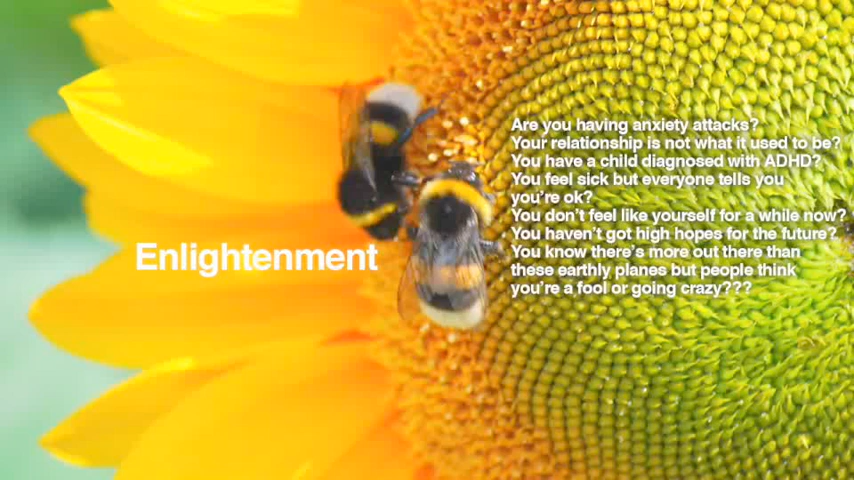 Enlightenment
Are you having anxiety attacks?
Your relationship is not what it used to be?
You have a child diagnosed with ADHD?
You feel sick but everyone tells you
you're ok?
You don't feel like yourself for a while now?
You haven't got high hopes for the future?
You know there's more out there than
these earthly planes but people think
you're a fool or going crazy???